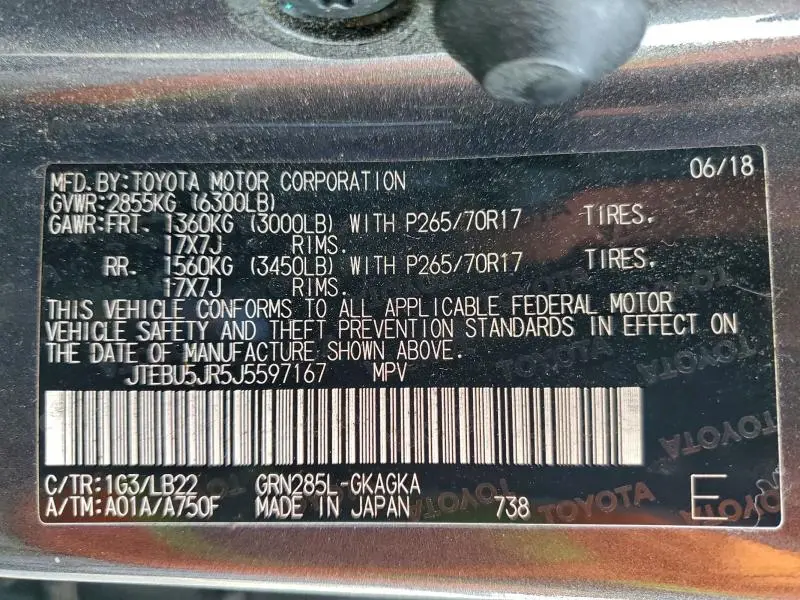 MFD. BY: TOYOTA MOTOR CORPORATION 06/18
GVWR: 2855KG (6300LB)
GAWR: FRT. 1360KG (3000LB) WITH P265/70R17 TIRES.
17X7J RIMS.
RR. 1560KG (3450LB) WITH P265/70R17 TIRES.
17X7J RIMS.
THIS VEHICLE CONFORMS TO ALL APPLICABLE FEDERAL MOTOR
VEHICLE SAFETY AND THEFT PREVENTION STANDARDS IN EFFECT ON
THE DATE OF MANUFACTURE SHOWN ABOVE.
JTEBU5JR5J5597167 MPV
C/TR: 1G3/LB22 GRN285L-GKAGKA
A/TM: A01A/A750F MADE IN JAPAN 738 E
TOYOTA
TOYOTA
TOYOTA